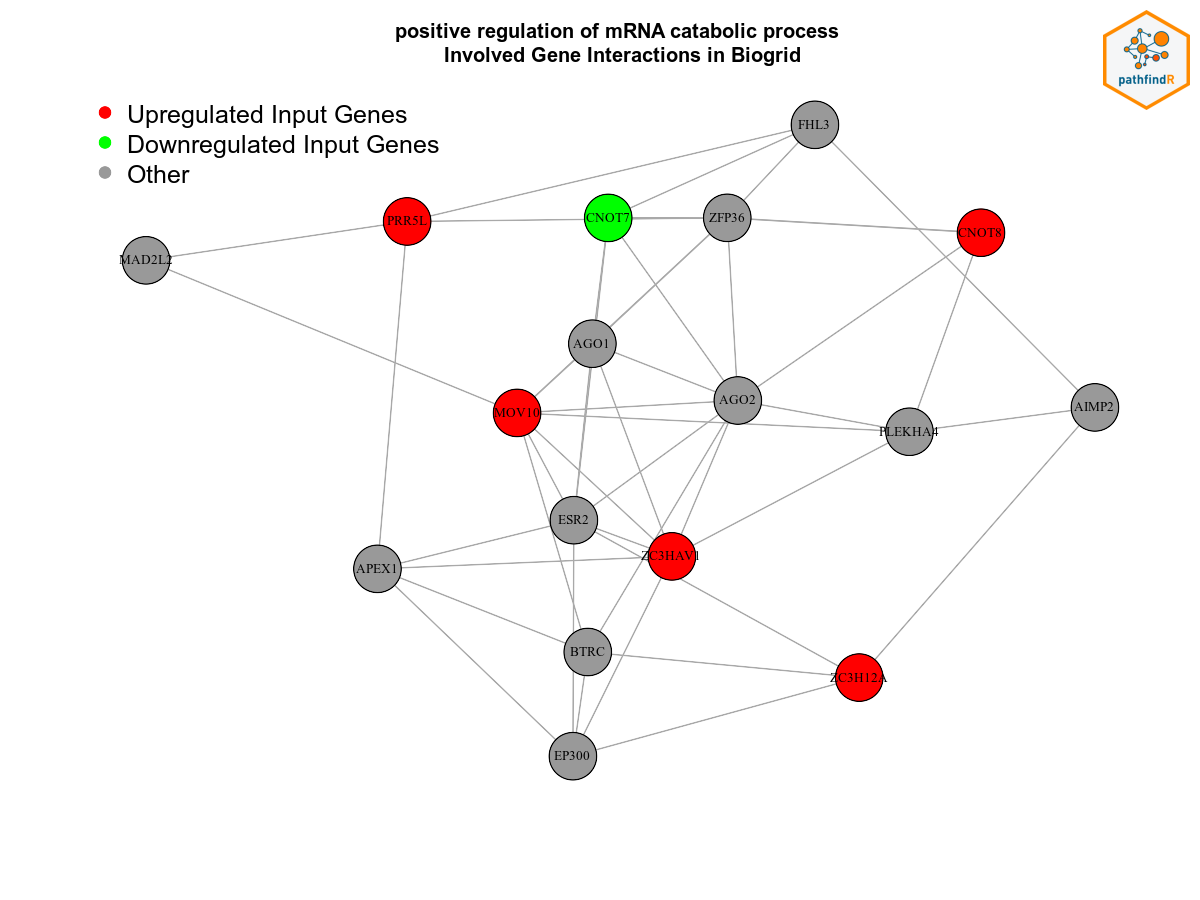 positive regulation of mRNA catabolic process
Involved Gene Interactions in Biogrid
pathfindR
Upregulated Input Genes
Downregulated Input Genes
Other
FHL3
PRR5L
CNOT7
ZFP36
CNOT8
MAD2L2
AGO1
AGO2
AIMP2
MOV10
PLEKHA4
ESR2
ZC3HAV1
APEX1
BTRC
ZC3H12A
EP300